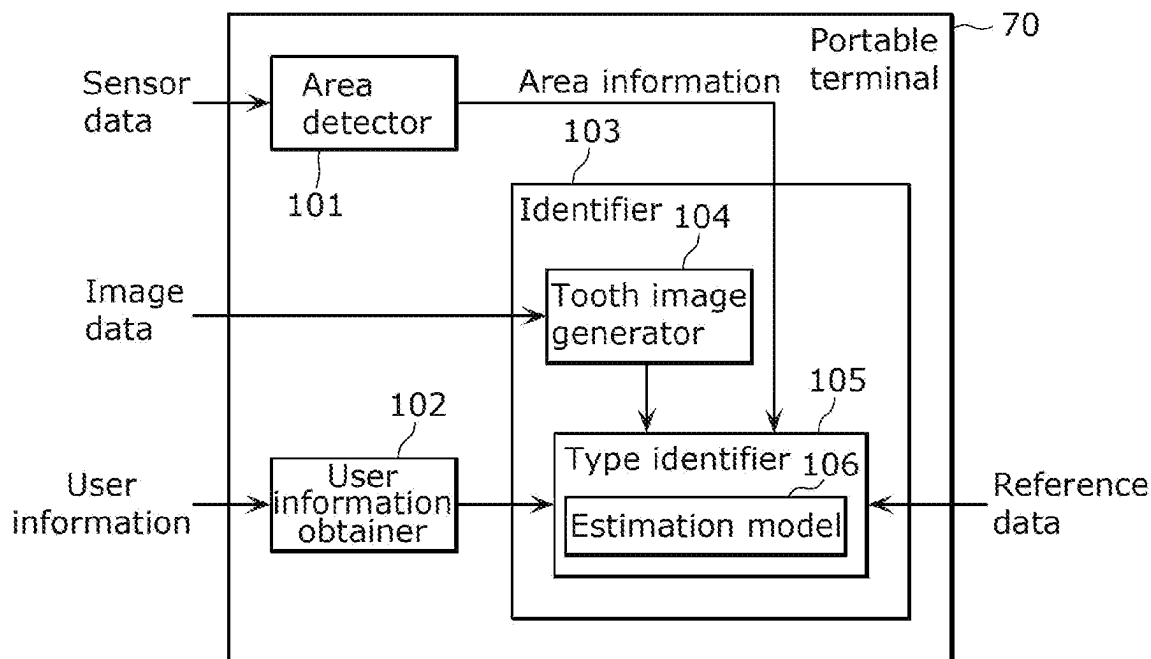 70
Portable
terminal
Sensor
data
Area
detector
101
Area information
103
Identifier
104
Image
data
Tooth image
generator
105
102
User
information
User
information
obtainer
Type identifier
106
Estimation model
Reference
data